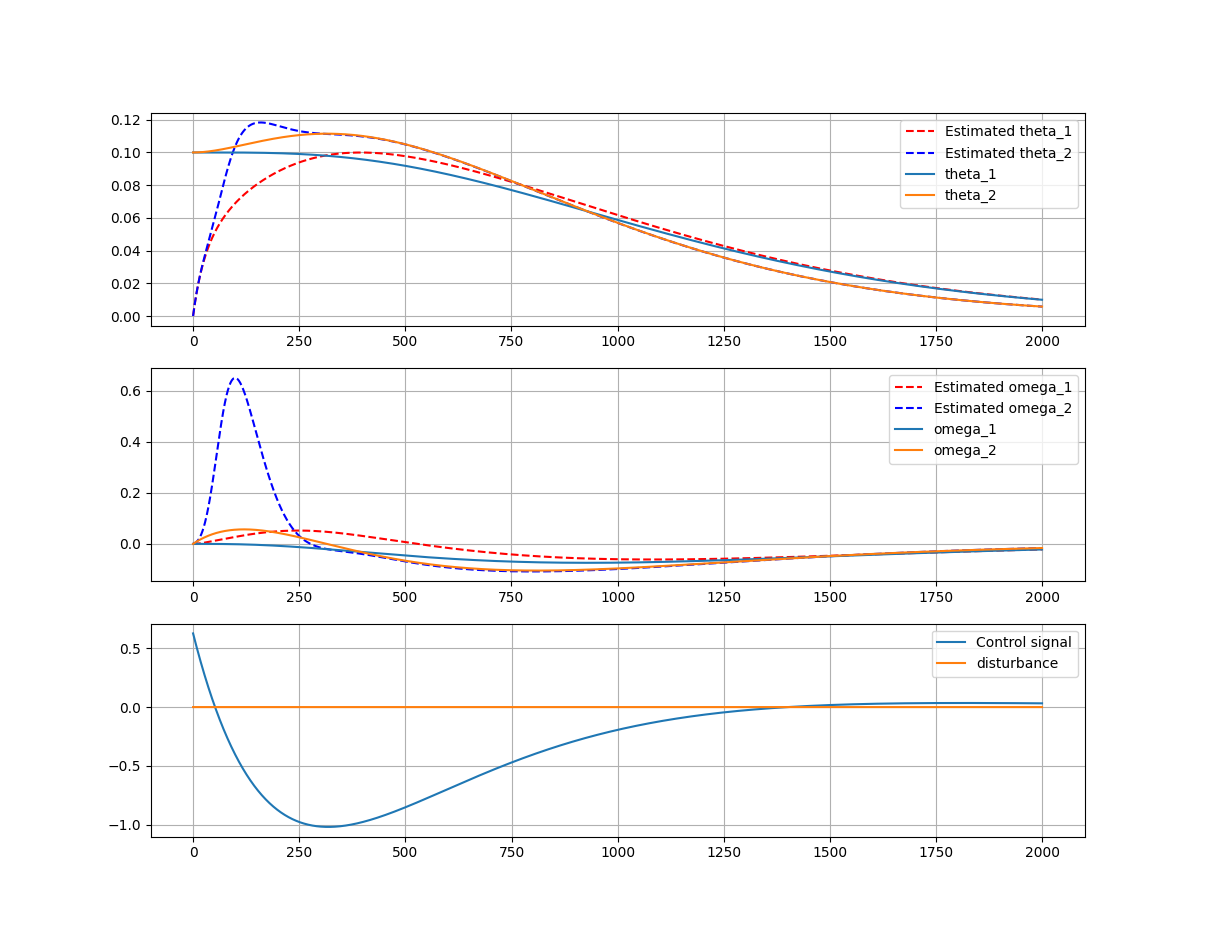 0.12
0.10
0.08
0.06
0.04
0.02
0.00
Estimated theta_1
Estimated theta_2
theta_1
theta_2
0 250 500 750 1000 1250 1500 1750 2000
0.6
0.4
0.2
0.0
Estimated omega_1
Estimated omega_2
omega_1
omega_2
0 250 500 750 1000 1250 1500 1750 2000
0.5
0.0
−0.5
−1.0
Control signal
disturbance
0 250 500 750 1000 1250 1500 1750 2000